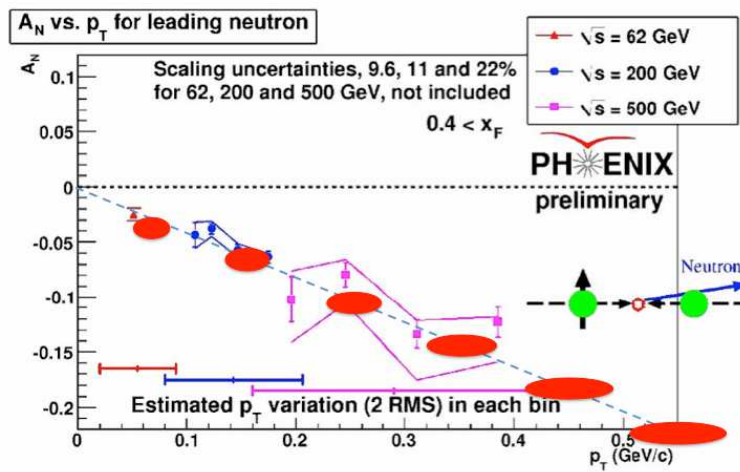 A_N vs. p_T for leading neutron
√s = 62 GeV
√s = 200 GeV
√s = 500 GeV
A_N
Scaling uncertainties, 9.6, 11 and 22%
for 62, 200 and 500 GeV, not included
0.4 < x_F
PHENIX
preliminary
Neutron
Estimated p_T variation (2 RMS) in each bin
0.1
0.05
0
-0.05
-0.1
-0.15
-0.2
0 0.1 0.2 0.3 0.4 0.5
p_T (GeV/c)